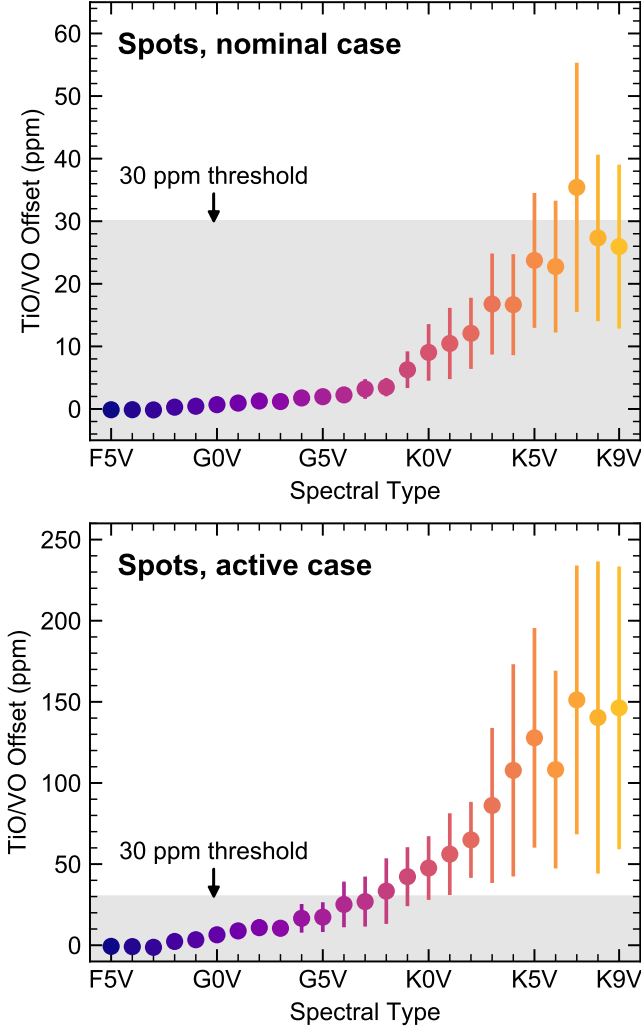 Spots, nominal case
60
50
40
30 ppm threshold
30
20
10
0
TiO/VO Offset (ppm)
F5V G0V G5V K0V K5V K9V
Spectral Type
Spots, active case
250
200
150
100
30 ppm threshold
50
0
TiO/VO Offset (ppm)
F5V G0V G5V K0V K5V K9V
Spectral Type